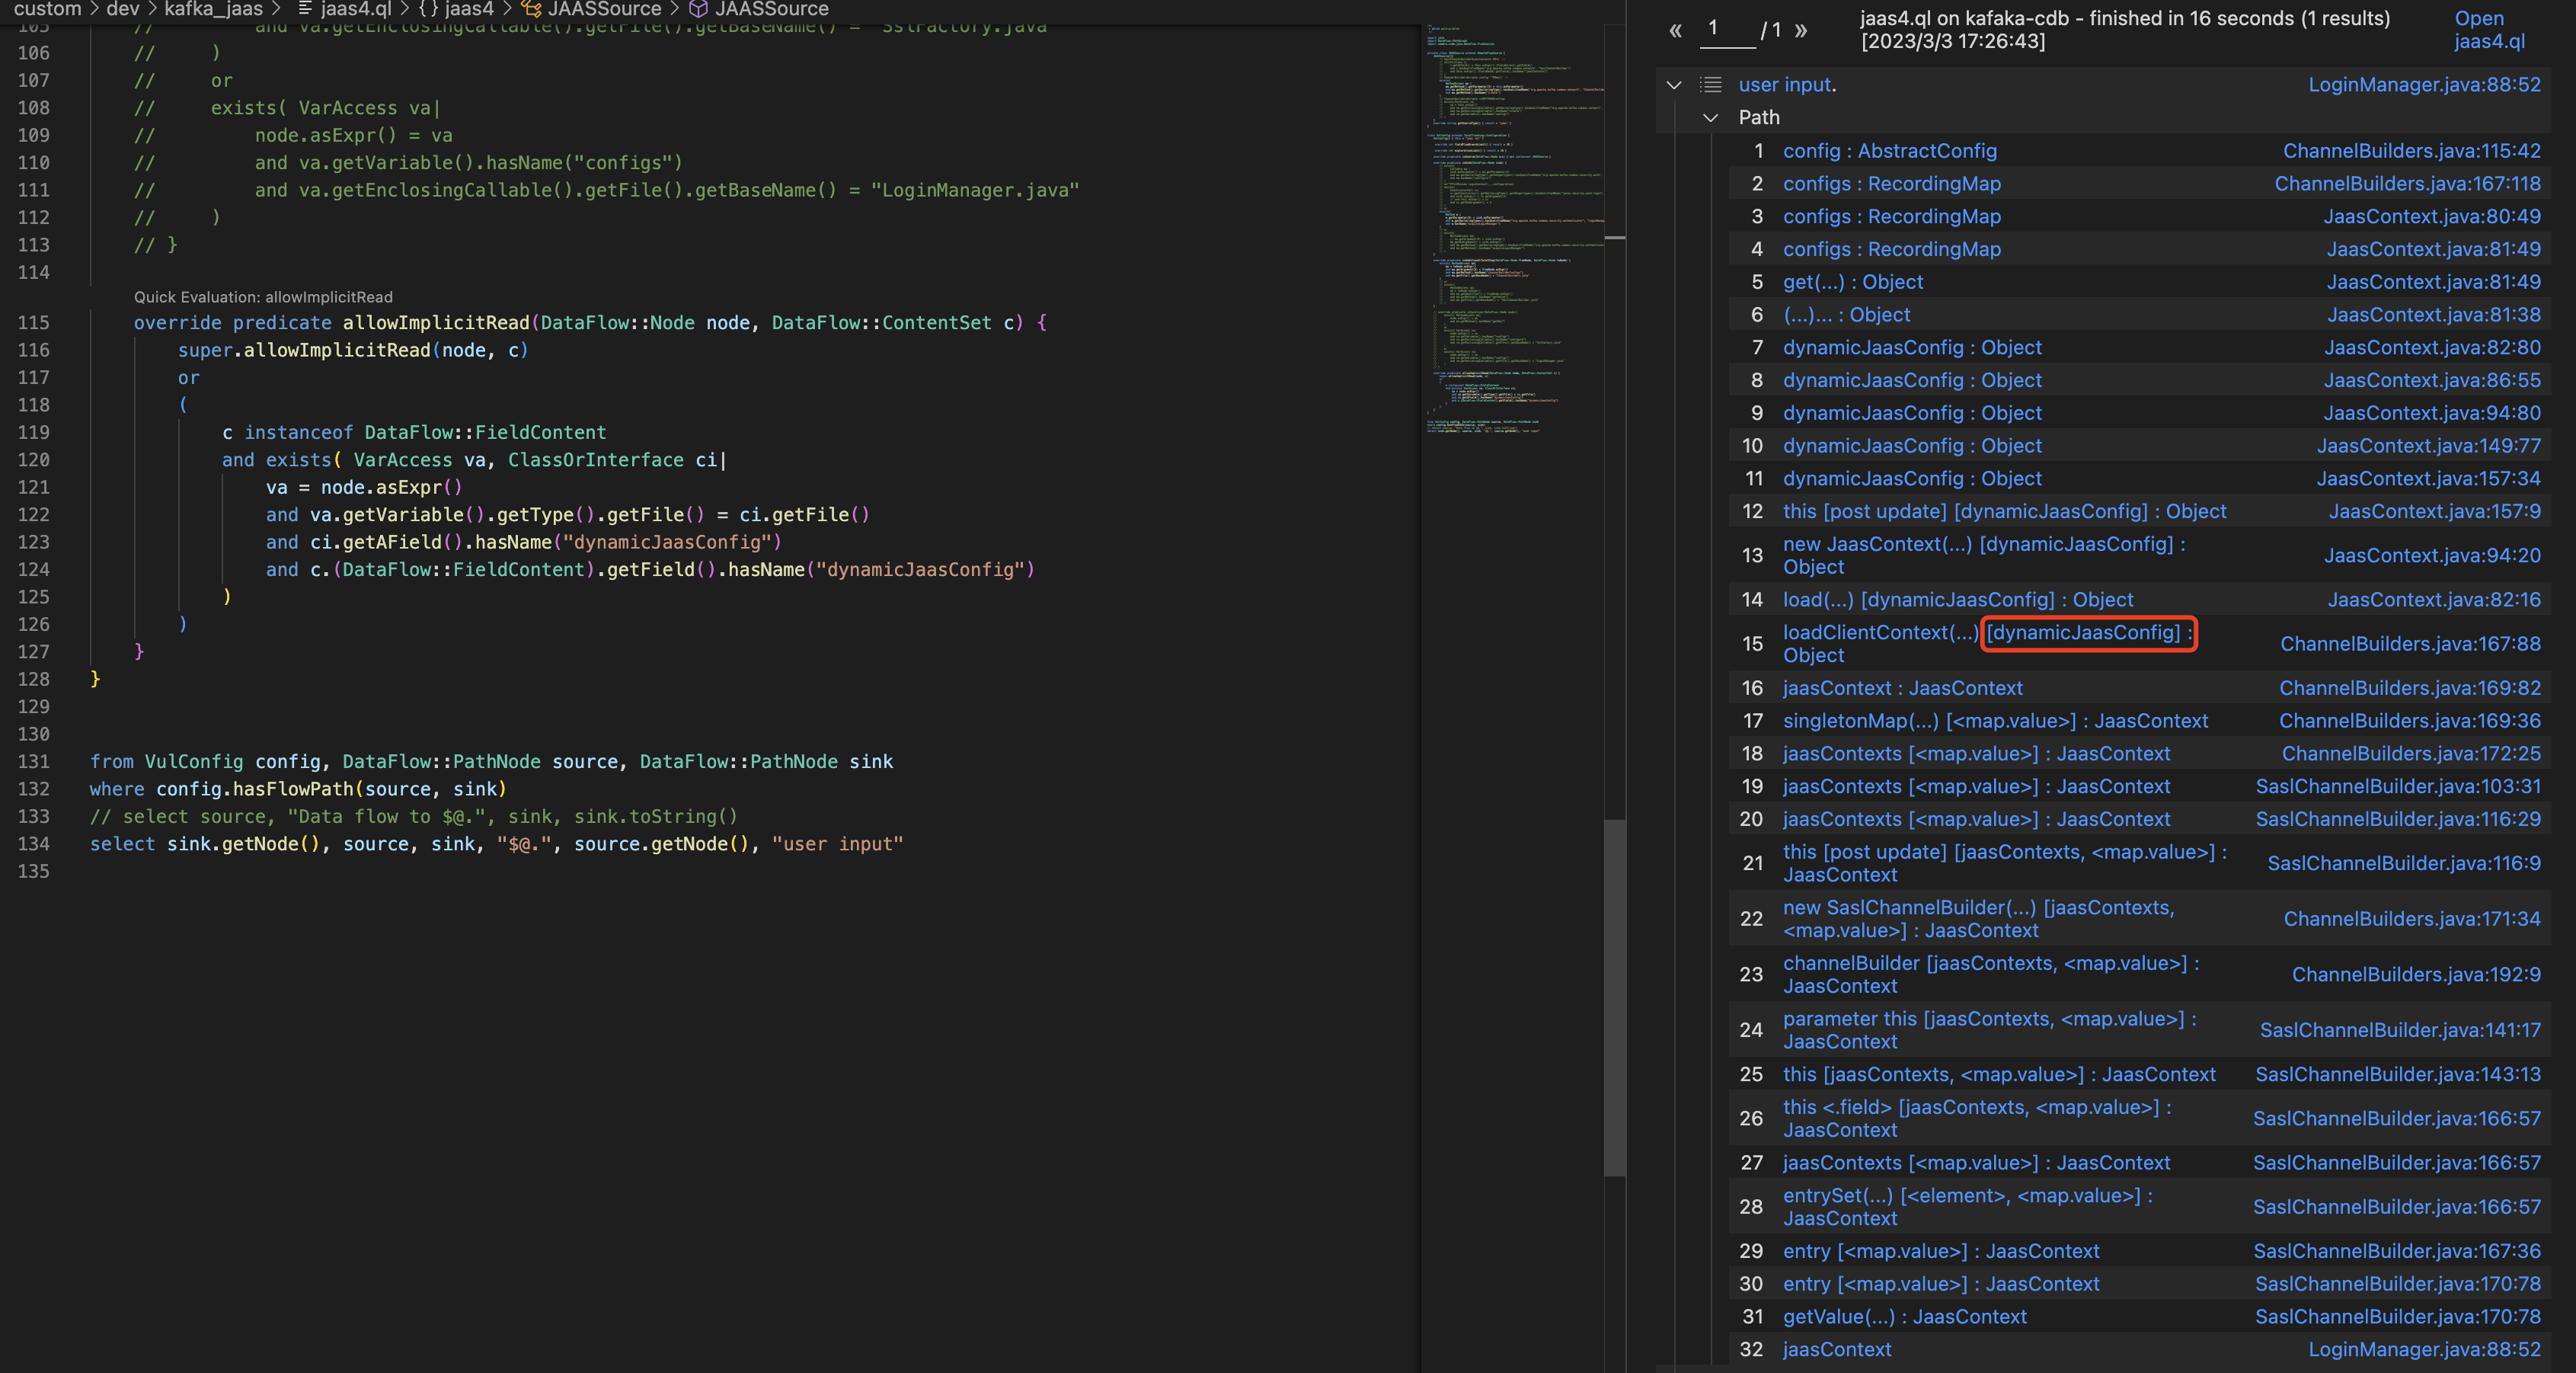 custom > dev > kafka_jaas > jaas4.ql > {} jaas4 > JAASSource > JAASSource
105 // and va.getEnclosingCallable().getFile().getBaseName() = "SslFactory.java"
106 // )
107 // or
108 // exists( VarAccess va|
109 // node.asExpr() = va
110 // and va.getVariable().hasName("configs")
111 // and va.getEnclosingCallable().getFile().getBaseName() = "LoginManager.java"
112 // )
113 // }
114
Quick Evaluation: allowImplicitRead
115 override predicate allowImplicitRead(DataFlow::Node node, DataFlow::ContentSet c) {
116 super.allowImplicitRead(node, c)
117 or
118 (
119 c instanceof DataFlow::FieldContent
120 and exists( VarAccess va, ClassOrInterface ci|
121 va = node.asExpr()
122 and va.getVariable().getType().getFile() = ci.getFile()
123 and ci.getAField().hasName("dynamicJaasConfig")
124 and c.(DataFlow::FieldContent).getField().hasName("dynamicJaasConfig")
125 )
126 )
127 }
128 }
129
130
131 from VulConfig config, DataFlow::PathNode source, DataFlow::PathNode sink
132 where config.hasFlowPath(source, sink)
133 // select source, "Data flow to $@.", sink, sink.toString()
134 select sink.getNode(), source, sink, "$@.", source.getNode(), "user input"
135
« 1 / 1 » jaas4.ql on kafaka-cdb - finished in 16 seconds (1 results) [2023/3/3 17:26:43] Open jaas4.ql
user input. LoginManager.java:88:52
Path
1 config : AbstractConfig ChannelBuilders.java:115:42
2 configs : RecordingMap ChannelBuilders.java:167:118
3 configs : RecordingMap JaasContext.java:80:49
4 configs : RecordingMap JaasContext.java:81:49
5 get(...) : Object JaasContext.java:81:49
6 (...)... : Object JaasContext.java:81:38
7 dynamicJaasConfig : Object JaasContext.java:82:80
8 dynamicJaasConfig : Object JaasContext.java:86:55
9 dynamicJaasConfig : Object JaasContext.java:94:80
10 dynamicJaasConfig : Object JaasContext.java:149:77
11 dynamicJaasConfig : Object JaasContext.java:157:34
12 this [post update] [dynamicJaasConfig] : Object JaasContext.java:157:9
13 new JaasContext(...) [dynamicJaasConfig] : Object JaasContext.java:94:20
14 load(...) [dynamicJaasConfig] : Object JaasContext.java:82:16
15 loadClientContext(...) [dynamicJaasConfig] : Object ChannelBuilders.java:167:88
16 jaasContext : JaasContext ChannelBuilders.java:169:82
17 singletonMap(...) [<map.value>] : JaasContext ChannelBuilders.java:169:36
18 jaasContexts [<map.value>] : JaasContext ChannelBuilders.java:172:25
19 jaasContexts [<map.value>] : JaasContext SaslChannelBuilder.java:103:31
20 jaasContexts [<map.value>] : JaasContext SaslChannelBuilder.java:116:29
21 this [post update] [jaasContexts, <map.value>] : JaasContext SaslChannelBuilder.java:116:9
22 new SaslChannelBuilder(...) [jaasContexts, <map.value>] : JaasContext ChannelBuilders.java:171:34
23 channelBuilder [jaasContexts, <map.value>] : JaasContext ChannelBuilders.java:192:9
24 parameter this [jaasContexts, <map.value>] : JaasContext SaslChannelBuilder.java:141:17
25 this [jaasContexts, <map.value>] : JaasContext SaslChannelBuilder.java:143:13
26 this <.field> [jaasContexts, <map.value>] : JaasContext SaslChannelBuilder.java:166:57
27 jaasContexts [<map.value>] : JaasContext SaslChannelBuilder.java:166:57
28 entrySet(...) [<element>, <map.value>] : JaasContext SaslChannelBuilder.java:166:57
29 entry [<map.value>] : JaasContext SaslChannelBuilder.java:167:36
30 entry [<map.value>] : JaasContext SaslChannelBuilder.java:170:78
31 getValue(...) : JaasContext SaslChannelBuilder.java:170:78
32 jaasContext LoginManager.java:88:52